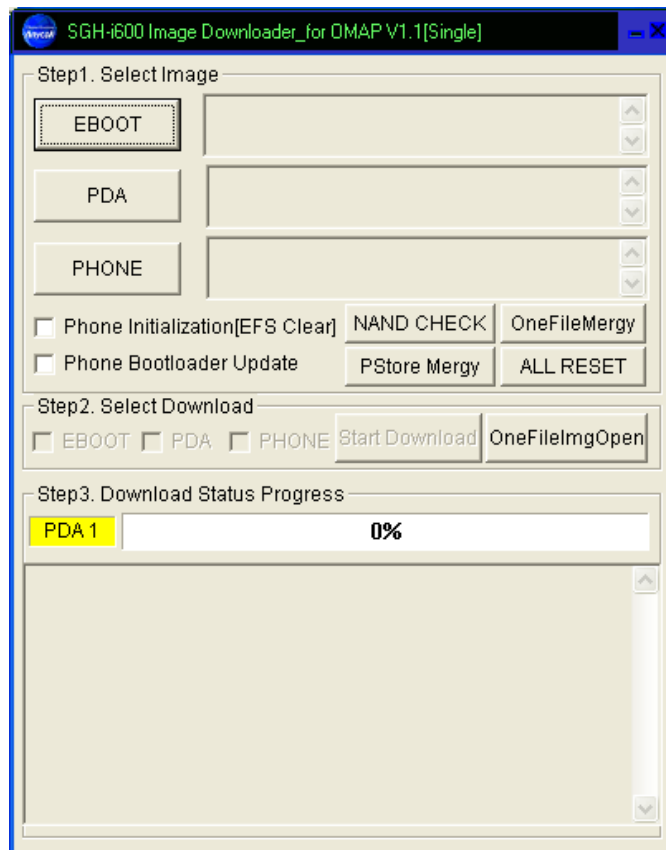 Anycall SGH-i600 Image Downloader_for OMAP V1.1[Single]
Step1. Select Image
EBOOT
PDA
PHONE
Phone Initialization[EFS Clear] NAND CHECK OneFileMergy
Phone Bootloader Update PStore Mergy ALL RESET
Step2. Select Download
EBOOT PDA PHONE Start Download OneFileImgOpen
Step3. Download Status Progress
PDA 1 0%